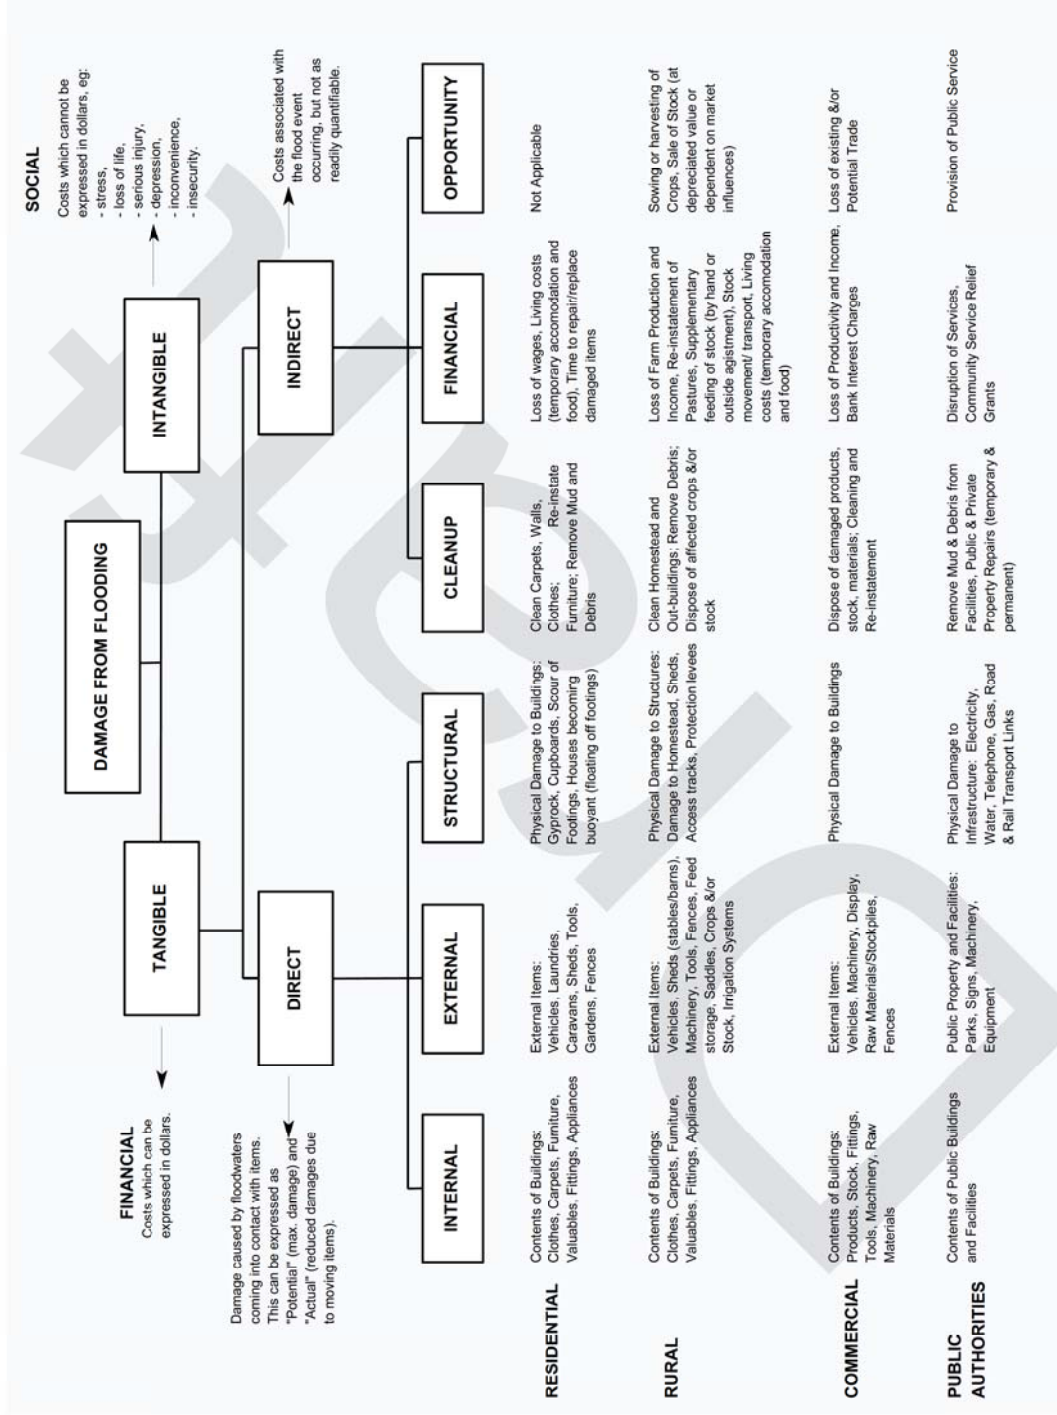 DAMAGE FROM FLOODING
TANGIBLE
INTANGIBLE
FINANCIAL
Costs which can be
expressed in dollars.
SOCIAL
Costs which cannot be
expressed in dollars, eg:
- stress,
- loss of life,
- serious injury,
- depression,
- inconvenience,
- insecurity.
DIRECT
INDIRECT
Damage caused by floodwaters
coming into contact with items.
This can be expressed as
"Potential" (max. damage) and
"Actual" (reduced damages due
to moving items).
Costs associated with
the flood event
occurring, but not as
readily quantifiable.
INTERNAL
EXTERNAL
STRUCTURAL
CLEANUP
FINANCIAL
OPPORTUNITY
RESIDENTIAL
Contents of Buildings:
Clothes, Carpets, Furniture,
Valuables, Fittings, Appliances
External Items:
Vehicles, Laundries,
Caravans, Sheds, Tools,
Gardens, Fences
Physical Damage to Buildings:
Gyprock, Cupboards, Scour of
Footings, Houses becoming
buoyant (floating off footings)
Clean Carpets, Walls,
Clothes; Re-instate
Furniture; Remove Mud and
Debris
Loss of wages, Living costs
(temporary accomodation and
food), Time to repair/replace
damaged items
Not Applicable
RURAL
Contents of Buildings:
Clothes, Carpets, Furniture,
Valuables, Fittings, Appliances
External Items:
Vehicles, Sheds (stables/barns),
Machinery, Tools, Fences, Feed
storage, Saddles, Crops &/or
Stock, Irrigation Systems
Physical Damage to Structures:
Damage to Homestead, Sheds,
Access tracks, Protection levees
Clean Homestead and
Out-buildings; Remove Debris;
Dispose of affected crops &/or
stock
Loss of Farm Production and
Income, Re-instatement of
Pastures, Supplementary
feeding of stock (by hand or
outside agistment), Stock
movement/ transport, Living
costs (temporary accomodation
and food)
Sowing or harvesting of
Crops, Sale of Stock (at
depreciated value or
dependent on market
influences)
COMMERCIAL
Contents of Buildings:
Products, Stock, Fittings,
Tools, Machinery, Raw
Materials
External Items:
Vehicles, Machinery, Display,
Raw Materials/Stockpiles,
Fences
Physical Damage to Buildings
Dispose of damaged products,
stock, materials; Cleaning and
Re-instatement
Loss of Productivity and Income,
Bank Interest Charges
Loss of existing &/or
Potential Trade
PUBLIC
AUTHORITIES
Contents of Public Buildings
and Facilities
Public Property and Facilities:
Parks, Signs, Machinery,
Equipment
Physical Damage to
Infrastructure: Electricity,
Water, Telephone, Gas, Road
& Rail Transport Links
Remove Mud & Debris from
Facilities, Public & Private
Property Repairs (temporary &
permanent)
Disruption of Services,
Community Service Relief
Grants
Provision of Public Service
Draft